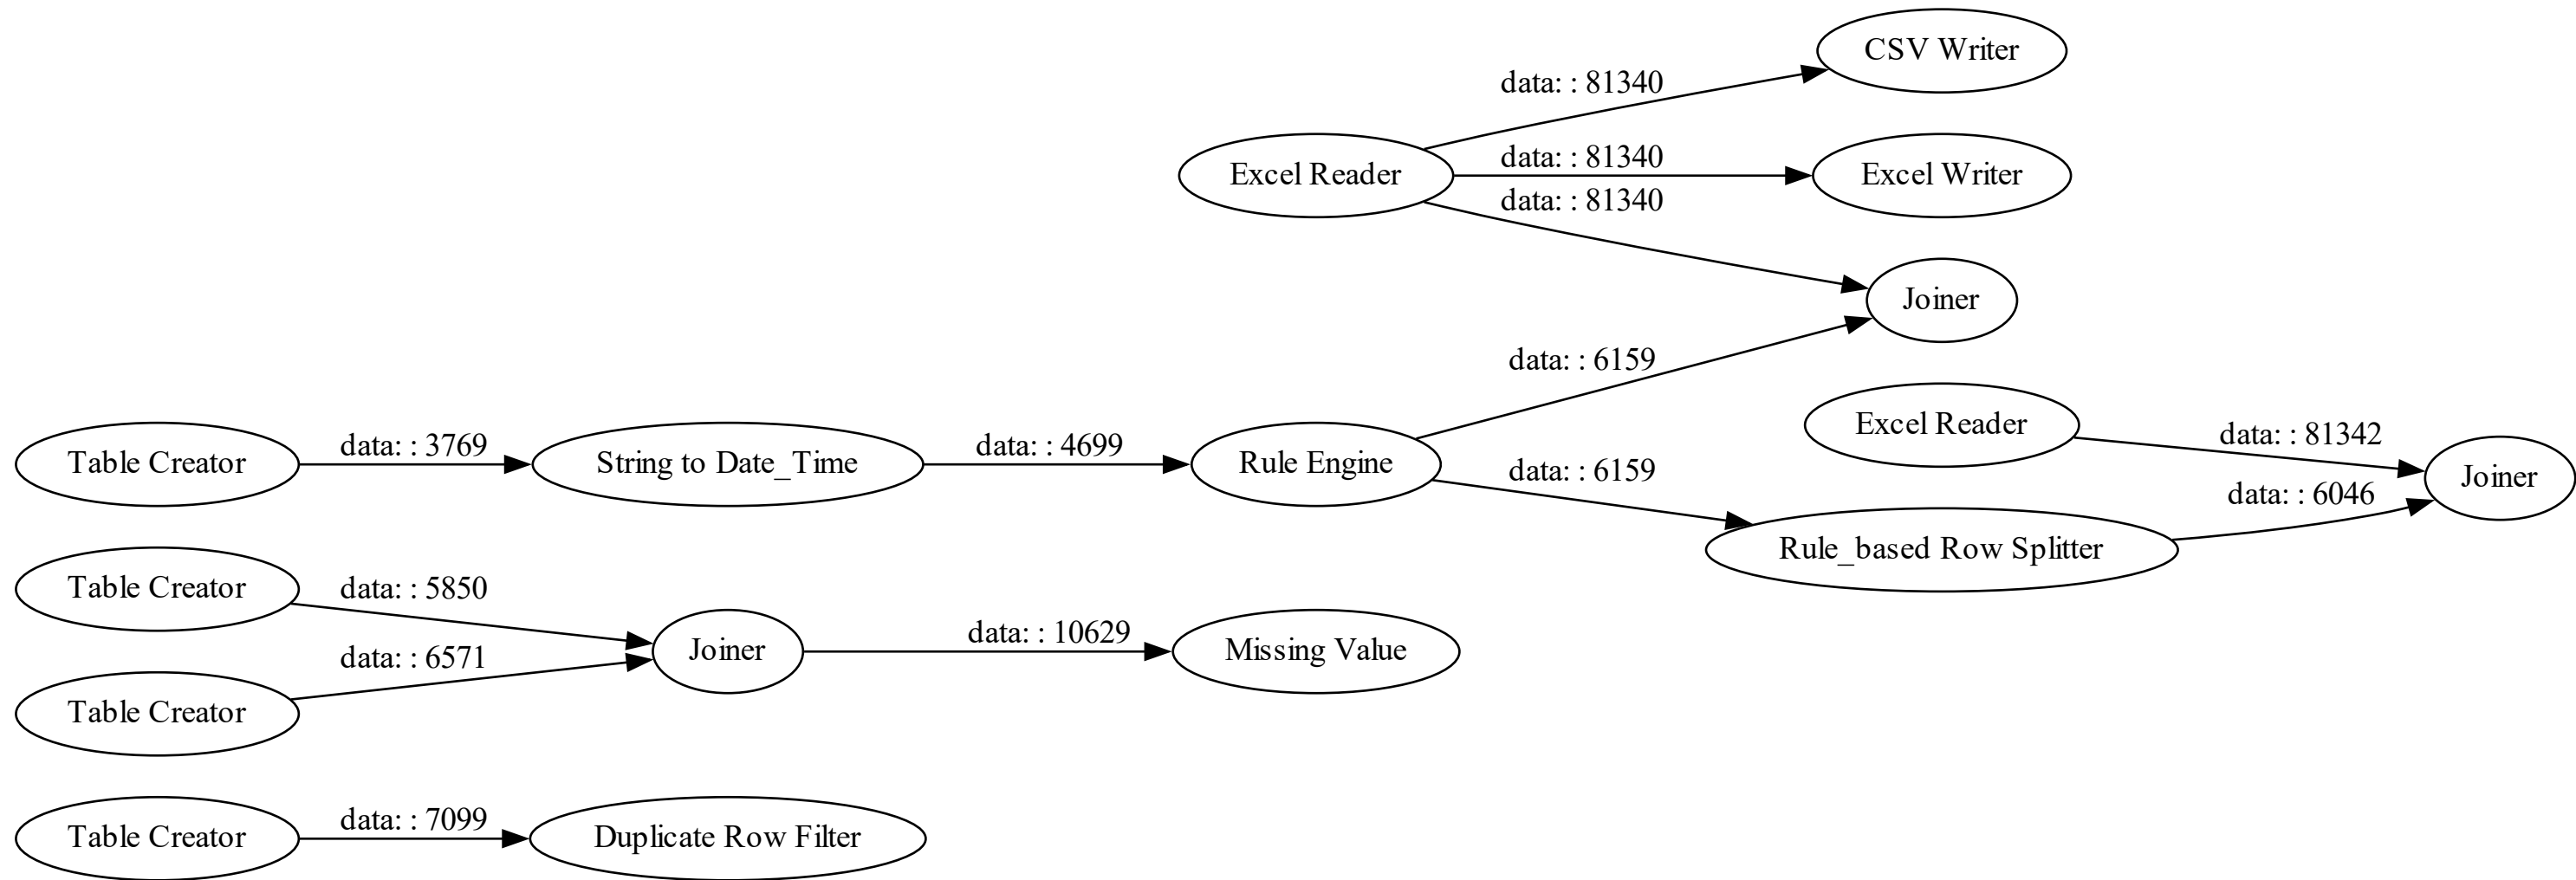 CSV Writer
data: : 81340
Excel Reader
data: : 81340
Excel Writer
data: : 81340
Joiner
data: : 6159
Excel Reader
data: : 81342
Table Creator
data: : 3769
String to Date_Time
data: : 4699
Rule Engine
data: : 6159
Joiner
data: : 6046
Rule_based Row Splitter
Table Creator
data: : 5850
Joiner
data: : 10629
Missing Value
data: : 6571
Table Creator
Table Creator
data: : 7099
Duplicate Row Filter